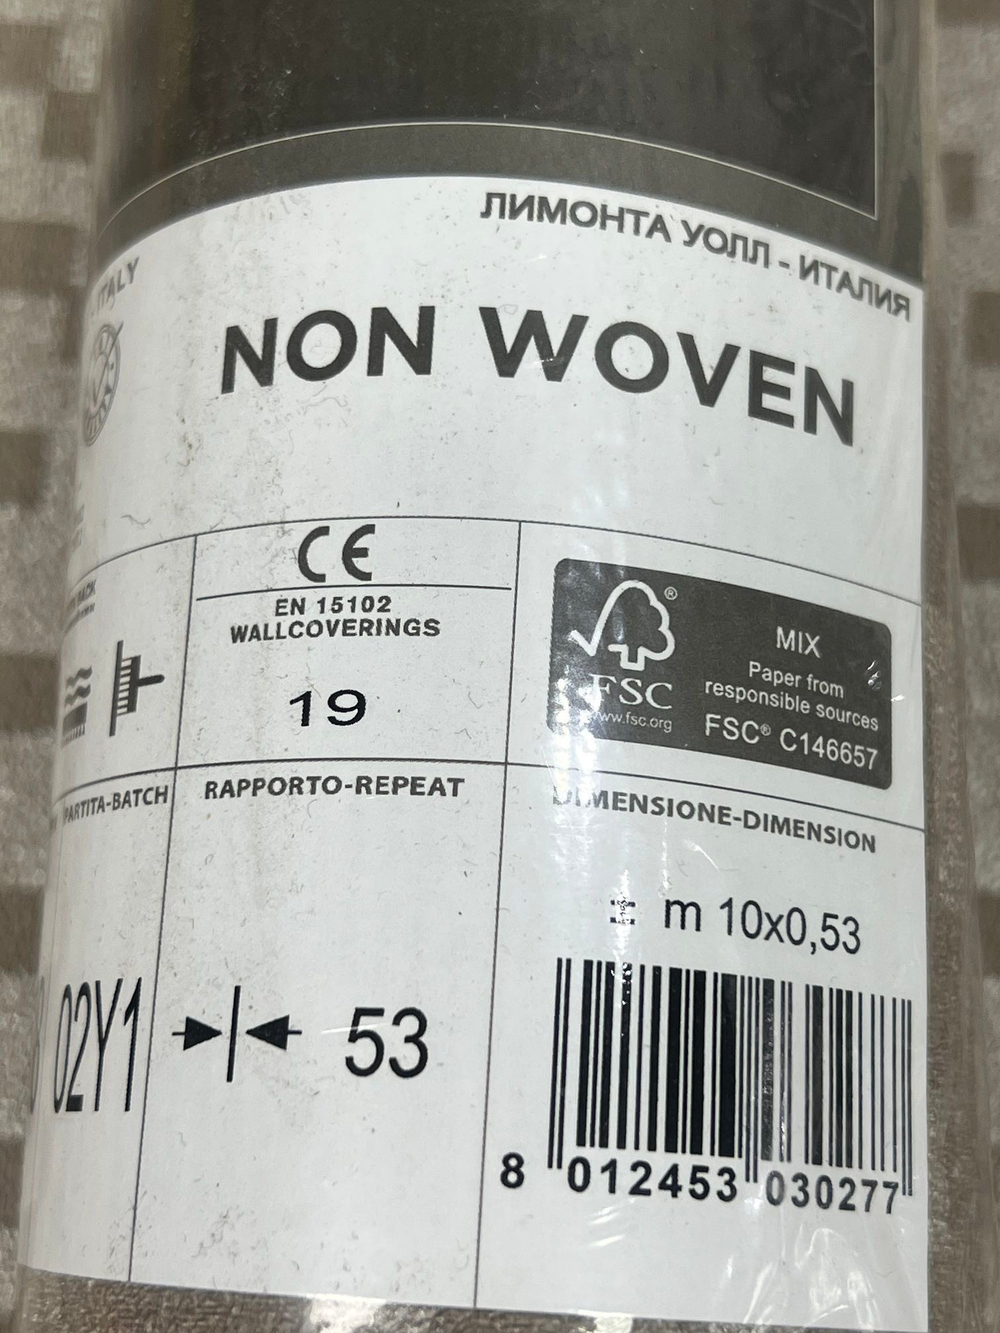 ЛИМОНТА УОЛЛ - ИТАЛИЯ
ITALY
NON WOVEN
CE
EN 15102
WALLCOVERINGS
19
®
FSC
www.fsc.org
MIX
Paper from
responsible sources
FSC® C146657
PARTITA-BATCH
02Y1
RAPPORTO-REPEAT
53
DIMENSIONE-DIMENSION
m 10x0,53
8 012453 030277